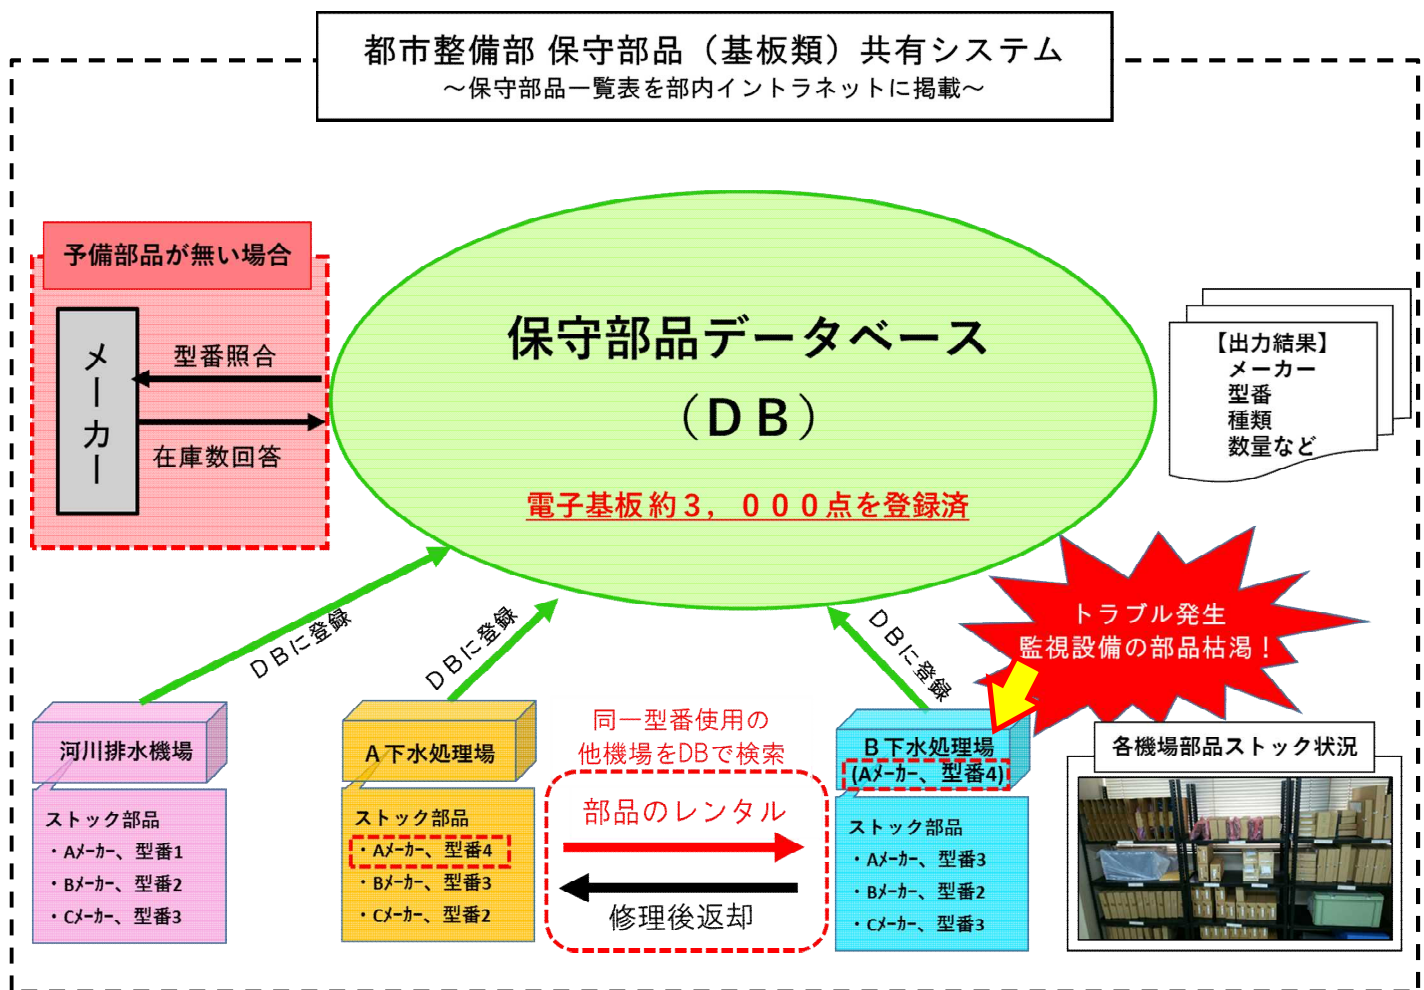 都市整備部 保守部品（基板類）共有システム
～保守部品一覧表を部内イントラネットに掲載～
予備部品が無い場合
メーカー
型番照合
在庫数回答
保守部品データベース
（ＤＢ）
電子基板約３，０００点を登録済
【出力結果】
メーカー
型番
種類
数量など
トラブル発生
監視設備の部品枯渇！
ＤＢに登録
ＤＢに登録
ＤＢに登録
河川排水機場
ストック部品
・Aﾒｰｶｰ、型番1
・Bﾒｰｶｰ、型番2
・Cﾒｰｶｰ、型番3
Ａ下水処理場
ストック部品
・Aﾒｰｶｰ、型番4
・Bﾒｰｶｰ、型番3
・Cﾒｰｶｰ、型番2
同一型番使用の
他機場をDBで検索
部品のレンタル
修理後返却
Ｂ下水処理場
(Aﾒｰｶｰ、型番4)
ストック部品
・Aﾒｰｶｰ、型番3
・Bﾒｰｶｰ、型番2
・Cﾒｰｶｰ、型番3
各機場部品ストック状況